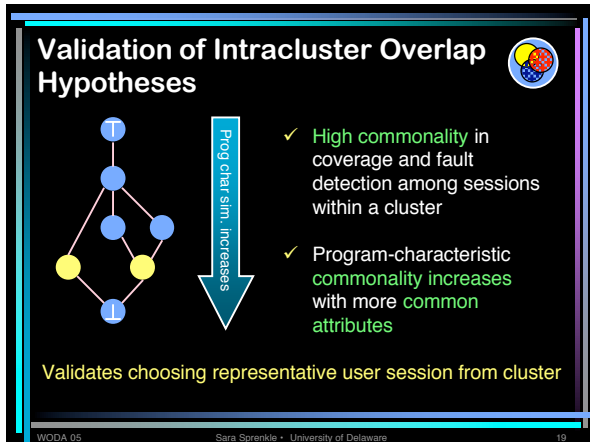 Validation of Intracluster Overlap
Hypotheses
⊤
Prog char sim. increases
✓ High commonality in
coverage and fault
detection among sessions
within a cluster
✓ Program-characteristic
commonality increases
with more common
attributes
⊥
Validates choosing representative user session from cluster
WODA 05
Sara Sprenkle • University of Delaware
19